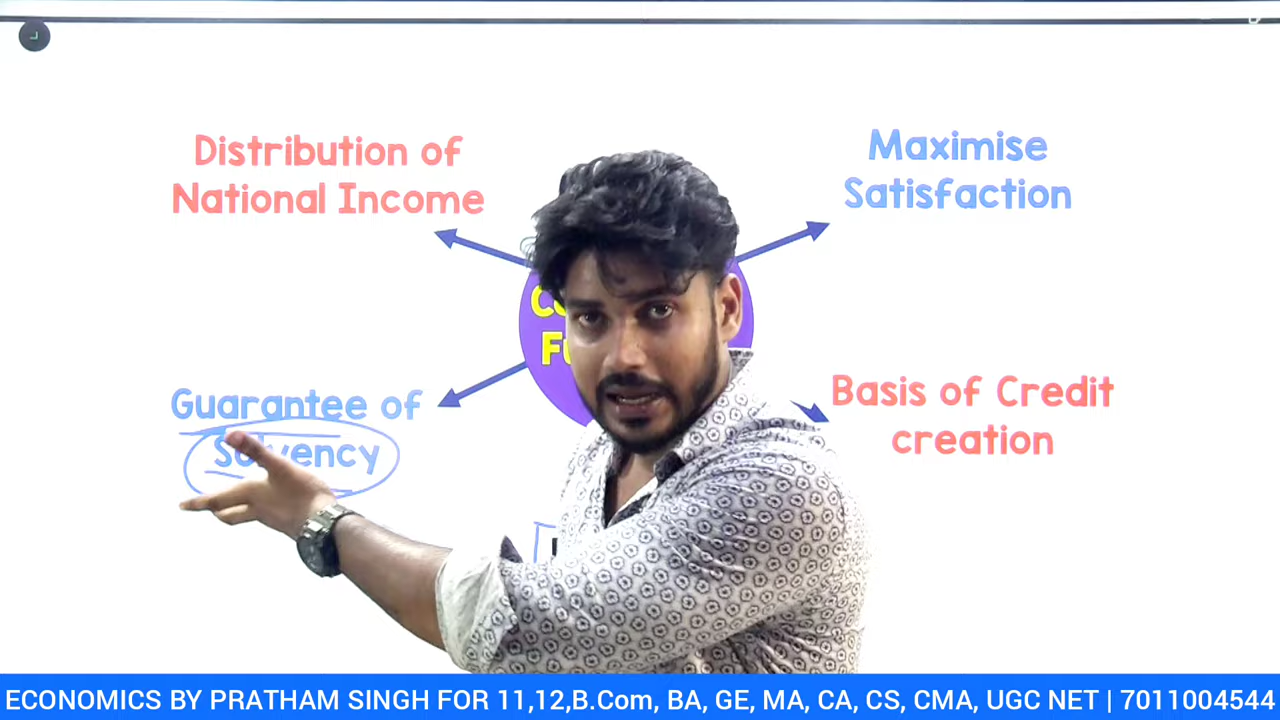 Distribution of
National Income
Maximise
Satisfaction
Guarantee of
Solvency
Basis of Credit
creation
ECONOMICS BY PRATHAM SINGH FOR 11,12,B.Com, BA, GE, MA, CA, CS, CMA, UGC NET | 7011004544